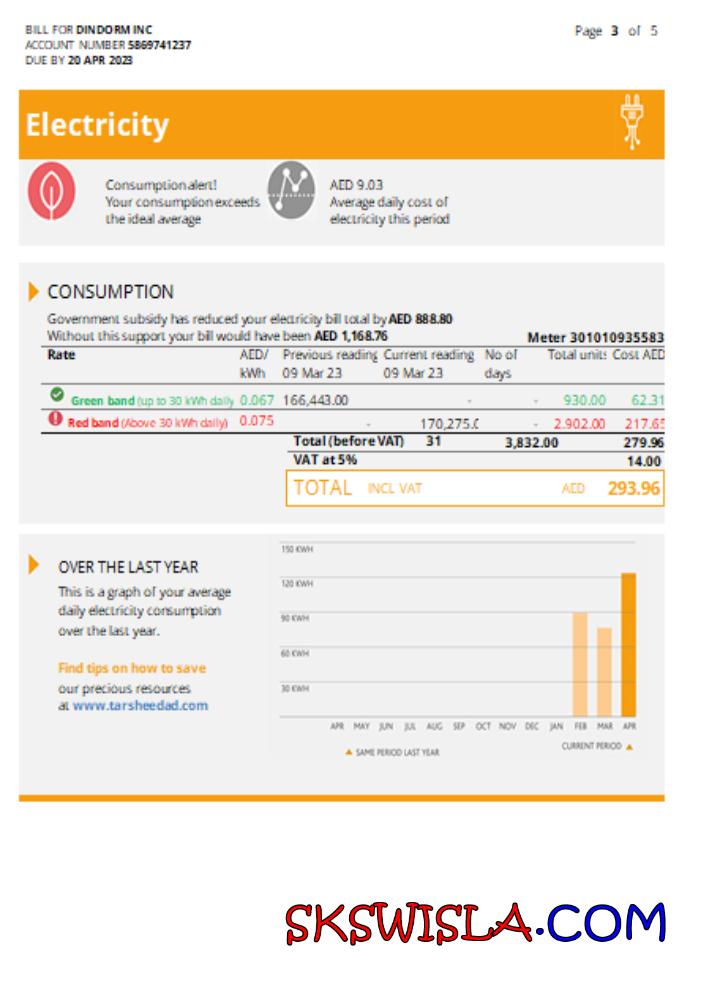 BILL FOR DINDORM INC
Page 3 of 5
ACCOUNT NUMBER 5869741237
DUE BY 20 APR 2023
Electricity
Consumption alert!
Your consumption exceeds
the ideal average
AED 9.03
Average daily cost of
electricity this period
CONSUMPTION
Government subsidy has reduced your electricity bill total by AED 888.80
Without this support your bill would have been AED 1,168.76
Meter 301010935583
Rate AED/ Previous reading Current reading No of Total units Cost AED
kWh 09 Mar 23 09 Mar 23 days
Green band (up to 30 kWh daily 0.067 166,443.00 - - 930.00 62.31
Red band (Above 30 kWh daily) 0.075 - 170,275.0 - 2.902.00 217.65
Total (before VAT) 31 3,832.00 279.96
VAT at 5% 14.00
TOTAL INCL VAT AED 293.96
OVER THE LAST YEAR
This is a graph of your average
daily electricity consumption
over the last year.
Find tips on how to save
our precious resources
at www.tarsheedad.com
150 KWH
120 KWH
90 KWH
60 KWH
30 KWH
APR MAY JUN JUL AUG SEP OCT NOV DEC JAN FEB MAR APR
SAME PERIOD LAST YEAR
CURRENT PERIOD
SKSWISLA.COM